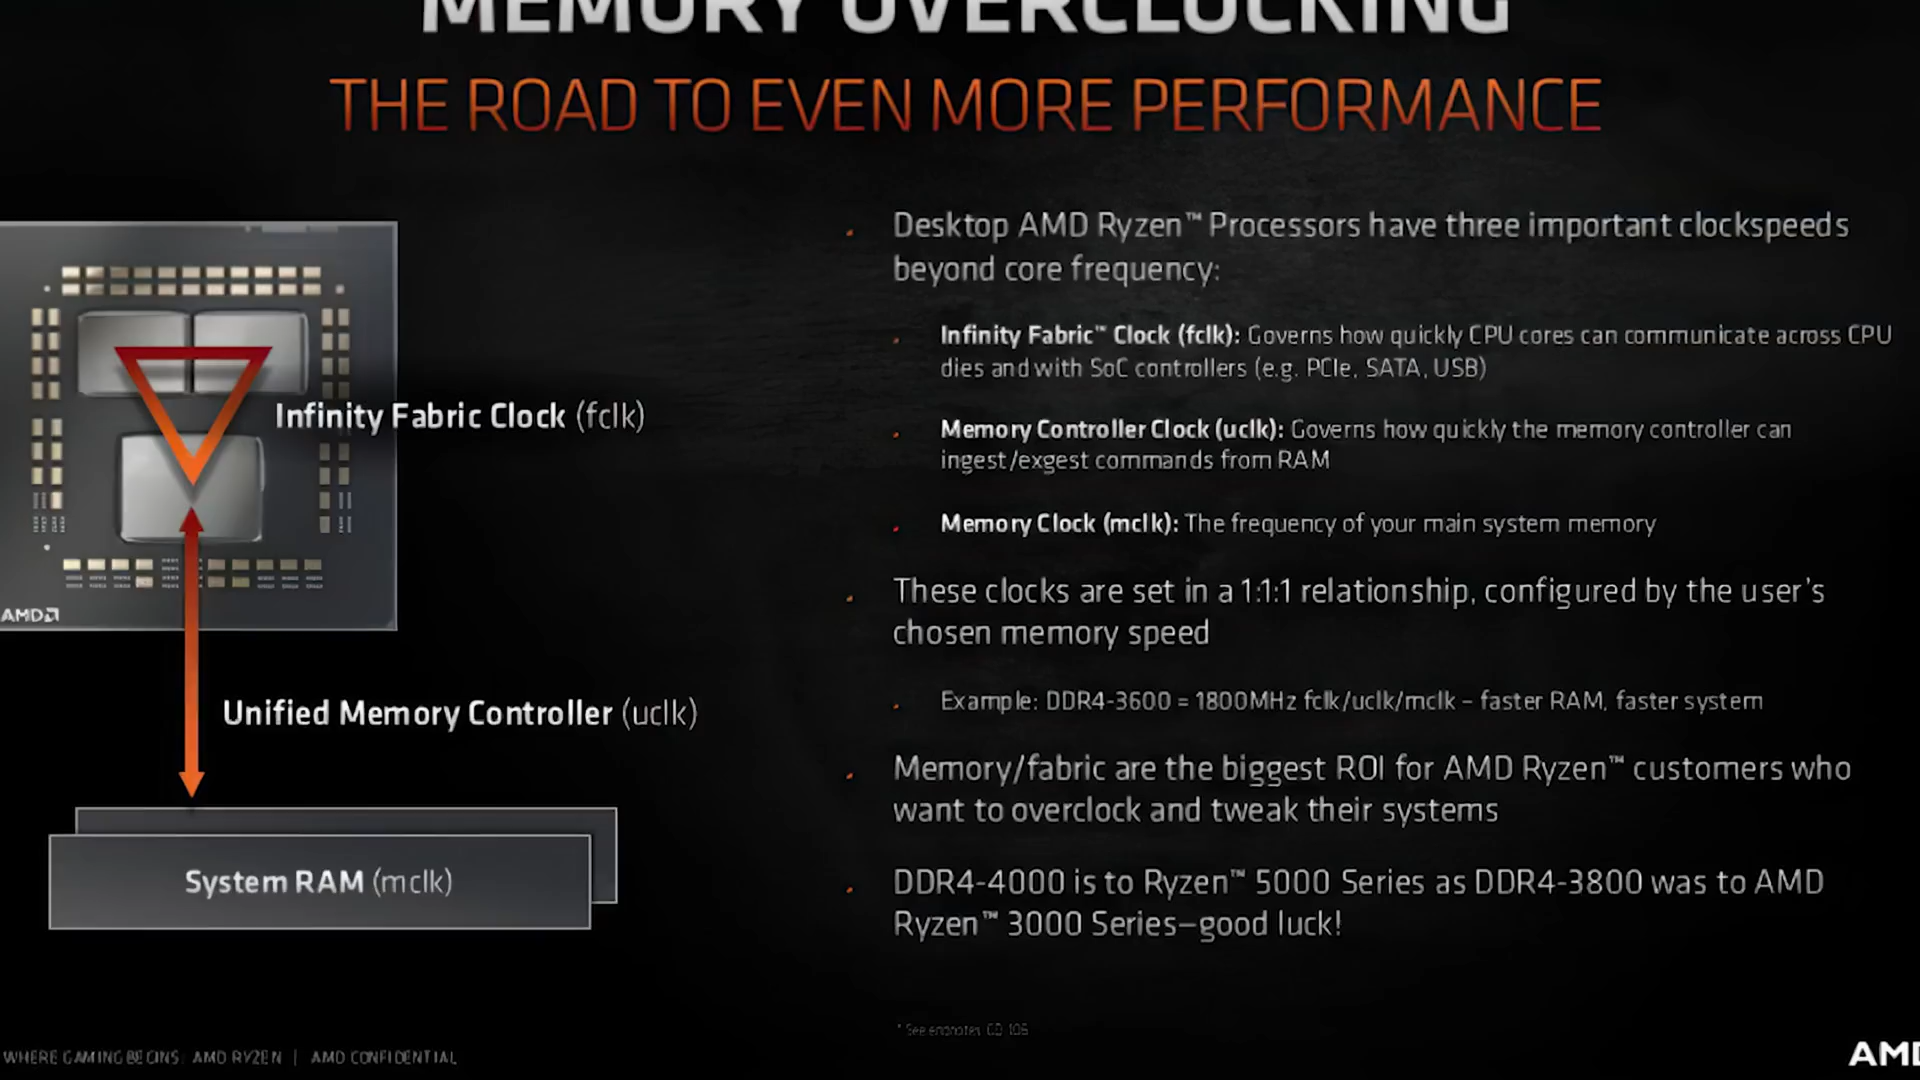 MEMORY OVERCLOCKING
THE ROAD TO EVEN MORE PERFORMANCE
Infinity Fabric Clock (fclk)
AMD
Unified Memory Controller (uclk)
System RAM (mclk)
Desktop AMD Ryzen™ Processors have three important clockspeeds
beyond core frequency:
Infinity Fabric™ Clock (fclk): Governs how quickly CPU cores can communicate across CPU
dies and with SoC controllers (e.g. PCIe, SATA, USB)
Memory Controller Clock (uclk): Governs how quickly the memory controller can
ingest/exgest commands from RAM
Memory Clock (mclk): The frequency of your main system memory
These clocks are set in a 1:1:1 relationship, configured by the user's
chosen memory speed
Example: DDR4-3600 = 1800MHz fclk/uclk/mclk – faster RAM, faster system
Memory/fabric are the biggest ROI for AMD Ryzen™ customers who
want to overclock and tweak their systems
DDR4-4000 is to Ryzen™ 5000 Series as DDR4-3800 was to AMD
Ryzen™ 3000 Series–good luck!
* See endnotes
WHERE GAMING BEGINS: AMD RYZEN | AMD CONFIDENTIAL
AMD